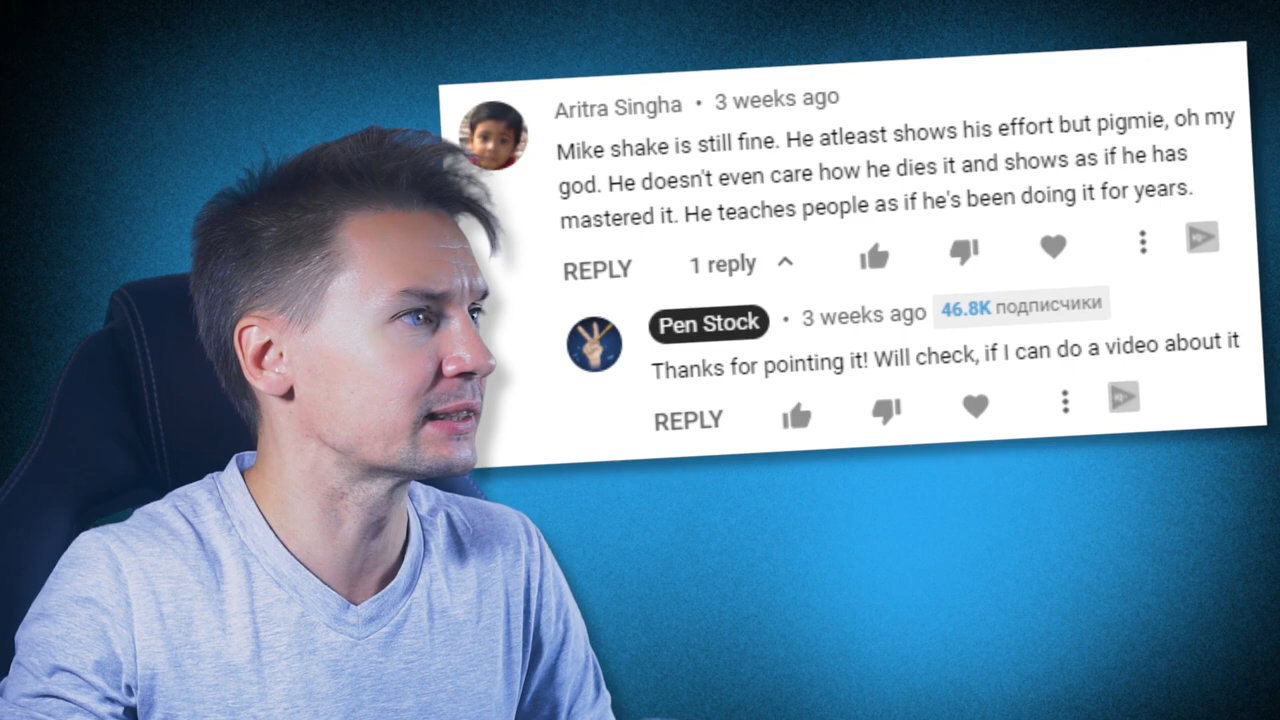 Aritra Singha • 3 weeks ago
Mike shake is still fine. He atleast shows his effort but pigmie, oh my
god. He doesn't even care how he dies it and shows as if he has
mastered it. He teaches people as if he's been doing it for years.
REPLY 1 reply
Pen Stock • 3 weeks ago 46.8K подписчики
Thanks for pointing it! Will check, if I can do a video about it
REPLY